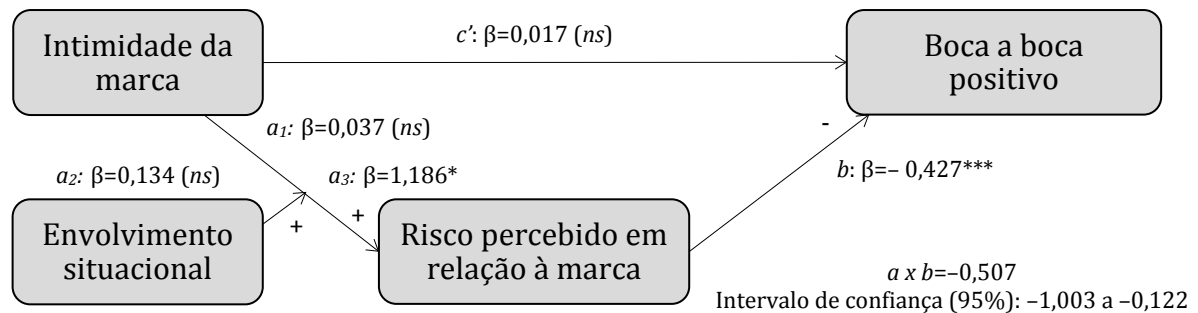 Intimidade da
marca
c’: β=0,017 (ns)
Boca a boca
positivo
a1: β=0,037 (ns)
-
a2: β=0,134 (ns)
a3: β=1,186*
b: β=– 0,427***
+
+
Envolvimento
situacional
Risco percebido em
relação à marca
a x b=–0,507
Intervalo de confiança (95%): –1,003 a –0,122